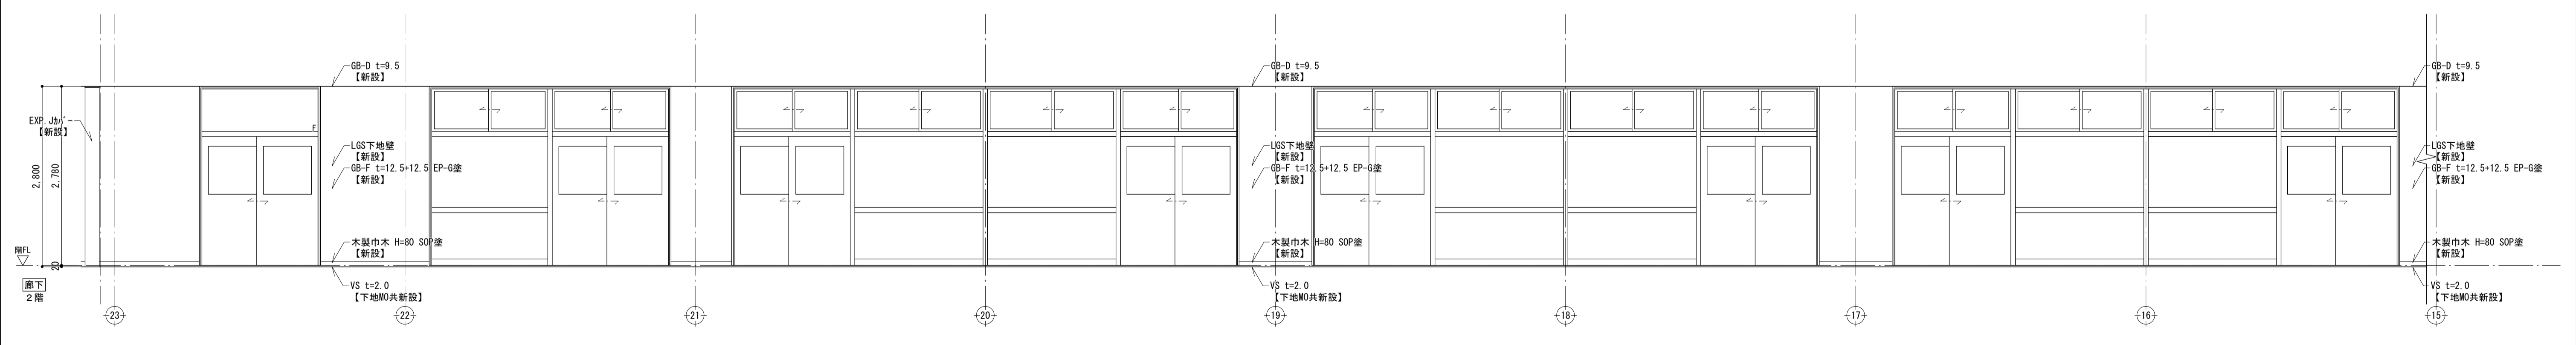 GB-D t=9.5
【新設】
GB-D t=9.5
【新設】
GB-D t=9.5
【新設】
EXP.Jｶﾊﾞｰ
【新設】
F
LGS下地壁
【新設】
GB-F t=12.5+12.5 EP-G塗
【新設】
LGS下地壁
【新設】
GB-F t=12.5+12.5 EP-G塗
【新設】
LGS下地壁
【新設】
GB-F t=12.5+12.5 EP-G塗
【新設】
2,800
2,780
20
木製巾木 H=80 SOP塗
【新設】
木製巾木 H=80 SOP塗
【新設】
木製巾木 H=80 SOP塗
【新設】
階FL
廊下
２階
VS t=2.0
【下地MO共新設】
VS t=2.0
【下地MO共新設】
VS t=2.0
【下地MO共新設】
23 22 21 20 19 18 17 16 15